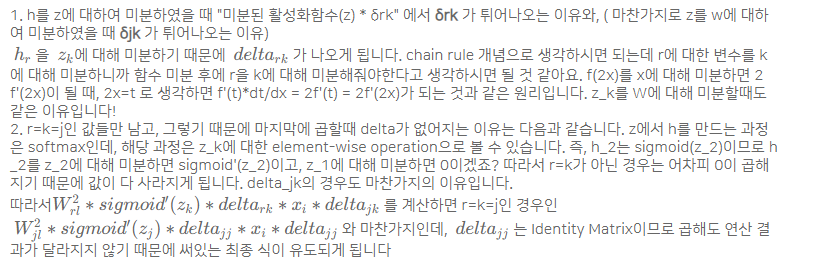 1. h를 z에 대하여 미분하였을 때 "미분된 활성화함수(z) * δrk" 에서 δrk 가 튀어나오는 이유와, ( 마찬가지로 z를 w에 대하
여 미분하였을 때 δjk 가 튀어나오는 이유)
h_r 을 z_k에 대해 미분하기 때문에 delta_{rk} 가 나오게 됩니다. chain rule 개념으로 생각하시면 되는데 r에 대한 변수를 k
에 대해 미분하니까 함수 미분 후에 r을 k에 대해 미분해줘야한다고 생각하시면 될 것 같아요. f(2x)를 x에 대해 미분하면 2
f'(2x)이 될 때, 2x=t 로 생각하면 f'(t)*dt/dx = 2f'(t) = 2f'(2x)가 되는 것과 같은 원리입니다. z_k를 W에 대해 미분할때도
같은 이유입니다!
2. r=k=j인 값들만 남고, 그렇기 때문에 마지막에 곱할때 delta가 없어지는 이유는 다음과 같습니다. z에서 h를 만드는 과정
은 softmax인데, 해당 과정은 z_k에 대한 element-wise operation으로 볼 수 있습니다. 즉, h_2는 sigmoid(z_2)이므로 h
_2를 z_2에 대해 미분하면 sigmoid'(z_2)이고, z_1에 대해 미분하면 0이겠죠? 따라서 r=k가 아닌 경우는 어차피 0이 곱해
지기 때문에 값이 다 사라지게 됩니다. delta_jk의 경우도 마찬가지의 이유입니다.
따라서W_{rl}^2 * sigmoid'(z_k) * delta_{rk} * x_i * delta_{jk} 를 계산하면 r=k=j인 경우인
W_{jl}^2 * sigmoid'(z_j) * delta_{jj} * x_i * delta_{jj} 와 마찬가지인데, delta_{jj} 는 Identity Matrix이므로 곱해도 연산 결
과가 달라지지 않기 때문에 써있는 최종 식이 유도되게 됩니다